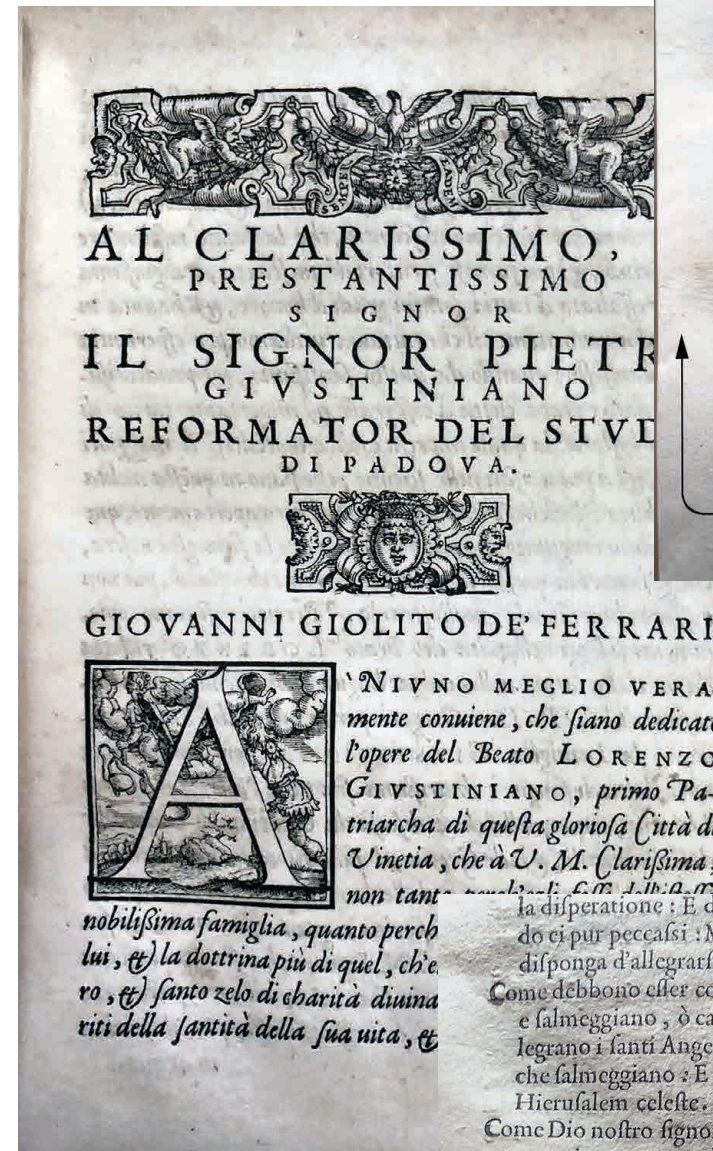 SEMPER EADEM
AL CLARISSIMO,
PRESTANTISSIMO
SIGNOR
IL SIGNOR PIETR
GIVSTINIANO
REFORMATOR DEL STVD
DI PADOVA.
GIOVANNI GIOLITO DE' FERRARI
A `NIVNO MEGLIO VERA
mente conuiene, che ſiano dedicat
l'opere del Beato LORENZO
GIVSTINIANO, primo Pa-
triarcha di queſta glorioſa Città d
Vinetia, che à V. M. Clariſsima,
non tant
nobiliſsima famiglia, quanto perch
lui, & la dottrina più di quel, ch'e
ro, & ſanto zelo di charità diuina
riti della ſantità della ſua uita, &
la diſperatione : E d
do ci pur peccaſsi : M
diſponga d'allegrarſ
Come debbono eſſer co
e ſalmeggiano, ò ca
legrano i ſanti Ange
che ſalmeggiano : E
Hieruſalem celeſte.
Come Dio noſtro ſigno